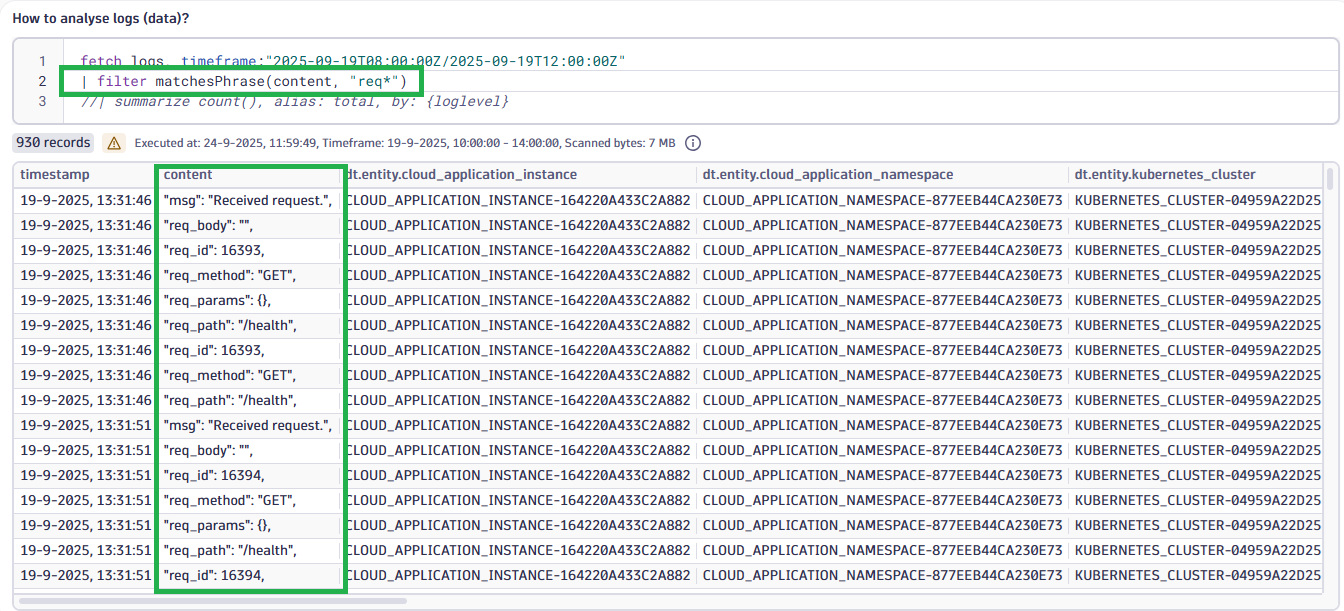 How to analyse logs (data)?
1 fetch logs, timeframe:"2025-09-19T08:00:00Z/2025-09-19T12:00:00Z"
2 | filter matchesPhrase(content, "req*")
3 //| summarize count(), alias: total, by: {loglevel}
930 records Executed at: 24-9-2025, 11:59:49, Timeframe: 19-9-2025, 10:00:00 - 14:00:00, Scanned bytes: 7 MB
timestamp content dt.entity.cloud_application_instance dt.entity.cloud_application_namespace dt.entity.kubernetes_cluster
19-9-2025, 13:31:46 "msg": "Received request.", CLOUD_APPLICATION_INSTANCE-164220A433C2A882 CLOUD_APPLICATION_NAMESPACE-877EEB44CA230E73 KUBERNETES_CLUSTER-04959A22D25
19-9-2025, 13:31:46 "req_body": "", CLOUD_APPLICATION_INSTANCE-164220A433C2A882 CLOUD_APPLICATION_NAMESPACE-877EEB44CA230E73 KUBERNETES_CLUSTER-04959A22D25
19-9-2025, 13:31:46 "req_id": 16393, CLOUD_APPLICATION_INSTANCE-164220A433C2A882 CLOUD_APPLICATION_NAMESPACE-877EEB44CA230E73 KUBERNETES_CLUSTER-04959A22D25
19-9-2025, 13:31:46 "req_method": "GET", CLOUD_APPLICATION_INSTANCE-164220A433C2A882 CLOUD_APPLICATION_NAMESPACE-877EEB44CA230E73 KUBERNETES_CLUSTER-04959A22D25
19-9-2025, 13:31:46 "req_params": {}, CLOUD_APPLICATION_INSTANCE-164220A433C2A882 CLOUD_APPLICATION_NAMESPACE-877EEB44CA230E73 KUBERNETES_CLUSTER-04959A22D25
19-9-2025, 13:31:46 "req_path": "/health", CLOUD_APPLICATION_INSTANCE-164220A433C2A882 CLOUD_APPLICATION_NAMESPACE-877EEB44CA230E73 KUBERNETES_CLUSTER-04959A22D25
19-9-2025, 13:31:46 "req_id": 16393, CLOUD_APPLICATION_INSTANCE-164220A433C2A882 CLOUD_APPLICATION_NAMESPACE-877EEB44CA230E73 KUBERNETES_CLUSTER-04959A22D25
19-9-2025, 13:31:46 "req_method": "GET", CLOUD_APPLICATION_INSTANCE-164220A433C2A882 CLOUD_APPLICATION_NAMESPACE-877EEB44CA230E73 KUBERNETES_CLUSTER-04959A22D25
19-9-2025, 13:31:46 "req_path": "/health", CLOUD_APPLICATION_INSTANCE-164220A433C2A882 CLOUD_APPLICATION_NAMESPACE-877EEB44CA230E73 KUBERNETES_CLUSTER-04959A22D25
19-9-2025, 13:31:51 "msg": "Received request.", CLOUD_APPLICATION_INSTANCE-164220A433C2A882 CLOUD_APPLICATION_NAMESPACE-877EEB44CA230E73 KUBERNETES_CLUSTER-04959A22D25
19-9-2025, 13:31:51 "req_body": "", CLOUD_APPLICATION_INSTANCE-164220A433C2A882 CLOUD_APPLICATION_NAMESPACE-877EEB44CA230E73 KUBERNETES_CLUSTER-04959A22D25
19-9-2025, 13:31:51 "req_id": 16394, CLOUD_APPLICATION_INSTANCE-164220A433C2A882 CLOUD_APPLICATION_NAMESPACE-877EEB44CA230E73 KUBERNETES_CLUSTER-04959A22D25
19-9-2025, 13:31:51 "req_method": "GET", CLOUD_APPLICATION_INSTANCE-164220A433C2A882 CLOUD_APPLICATION_NAMESPACE-877EEB44CA230E73 KUBERNETES_CLUSTER-04959A22D25
19-9-2025, 13:31:51 "req_params": {}, CLOUD_APPLICATION_INSTANCE-164220A433C2A882 CLOUD_APPLICATION_NAMESPACE-877EEB44CA230E73 KUBERNETES_CLUSTER-04959A22D25
19-9-2025, 13:31:51 "req_path": "/health", CLOUD_APPLICATION_INSTANCE-164220A433C2A882 CLOUD_APPLICATION_NAMESPACE-877EEB44CA230E73 KUBERNETES_CLUSTER-04959A22D25
19-9-2025, 13:31:51 "req_id": 16394, CLOUD_APPLICATION_INSTANCE-164220A433C2A882 CLOUD_APPLICATION_NAMESPACE-877EEB44CA230E73 KUBERNETES_CLUSTER-04959A22D25